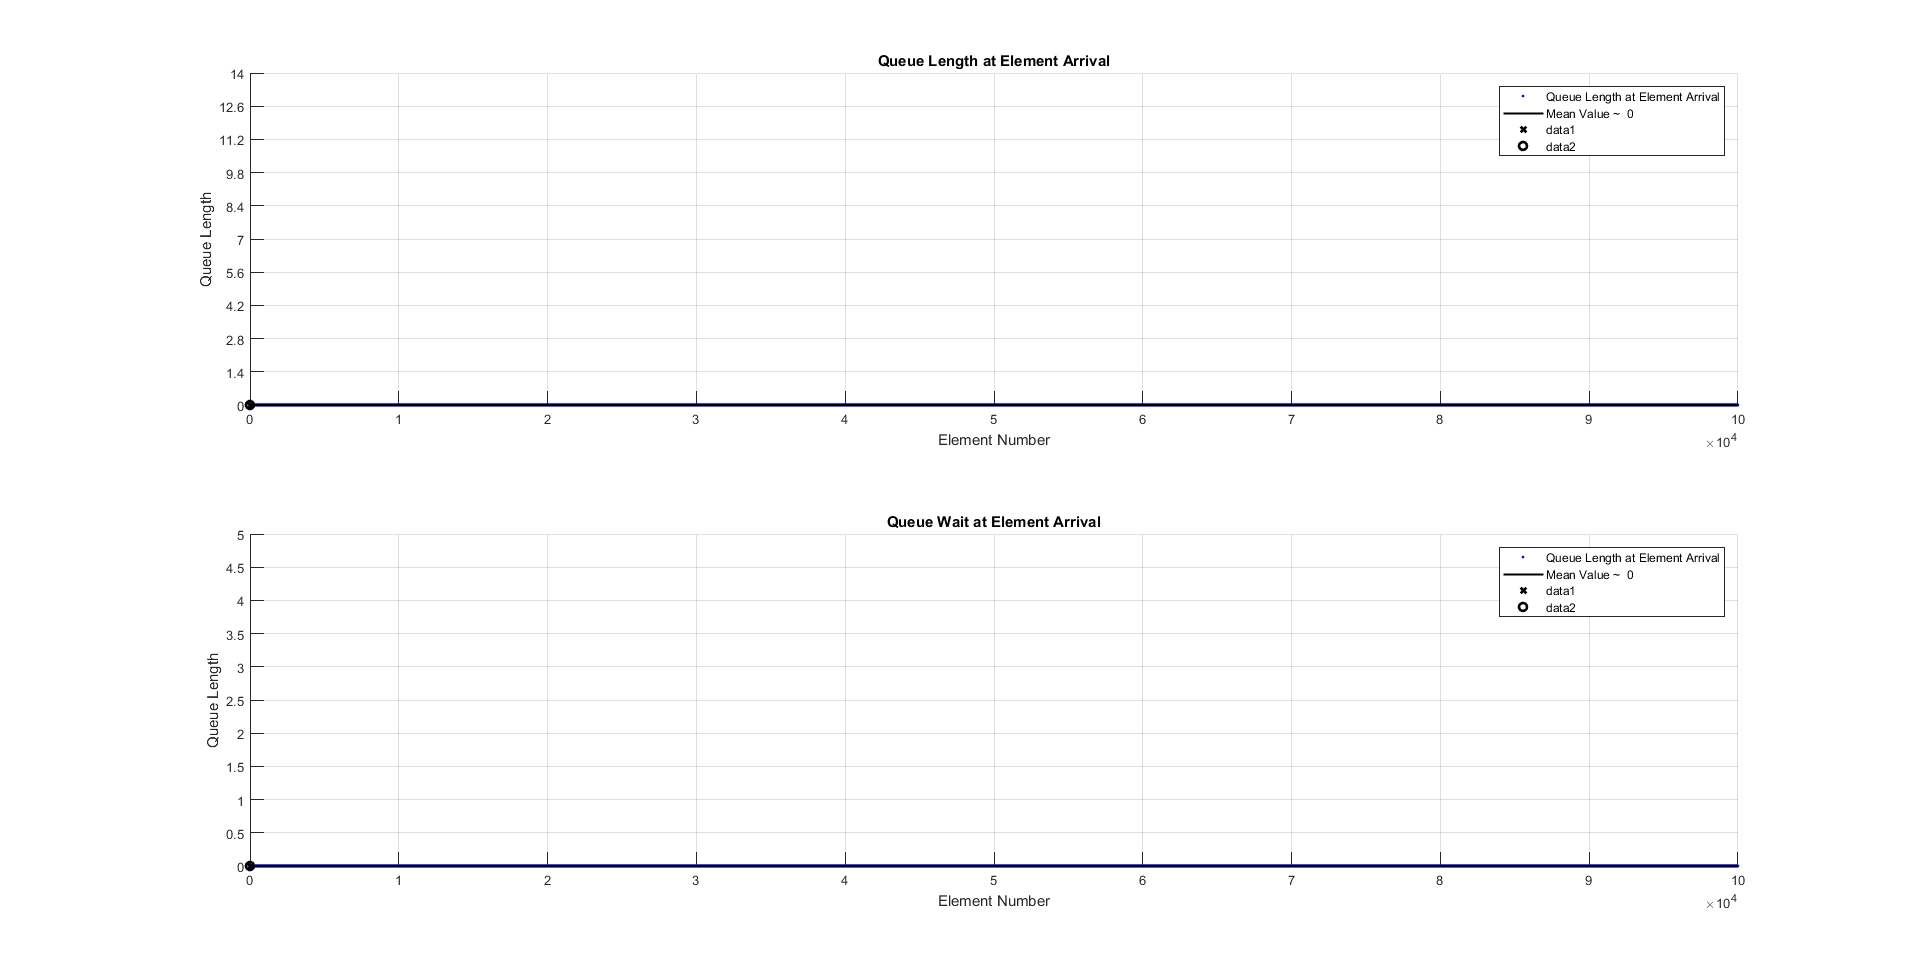 Queue Length at Element Arrival
14
12.6
11.2
9.8
8.4
7
5.6
4.2
2.8
1.4
0
Queue Length
Queue Length at Element Arrival
Mean Value ~ 0
data1
data2
0 1 2 3 4 5 6 7 8 9 10
Element Number
×10^4
Queue Wait at Element Arrival
5
4.5
4
3.5
3
2.5
2
1.5
1
0.5
0
Queue Length
Queue Length at Element Arrival
Mean Value ~ 0
data1
data2
0 1 2 3 4 5 6 7 8 9 10
Element Number
×10^4